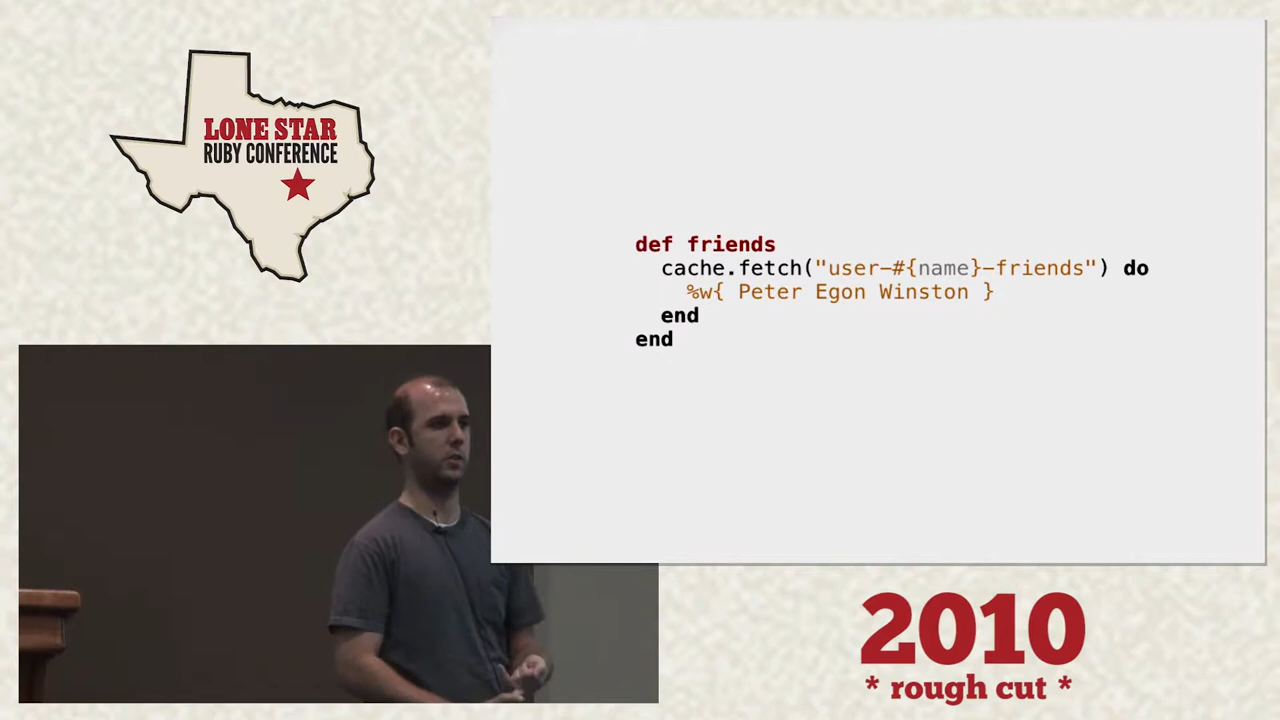 LONE STAR
RUBY CONFERENCE
def friends
  cache.fetch("user-#{name}-friends") do
    %w{ Peter Egon Winston }
  end
end
2010
* rough cut *